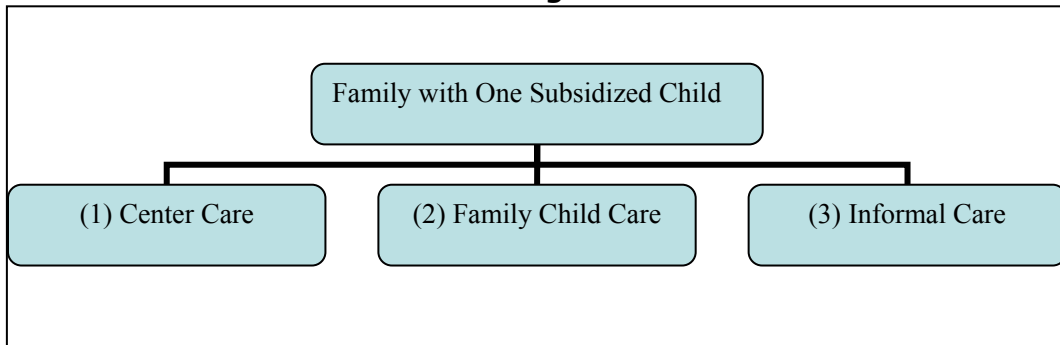 Family with One Subsidized Child
(1) Center Care
(2) Family Child Care
(3) Informal Care